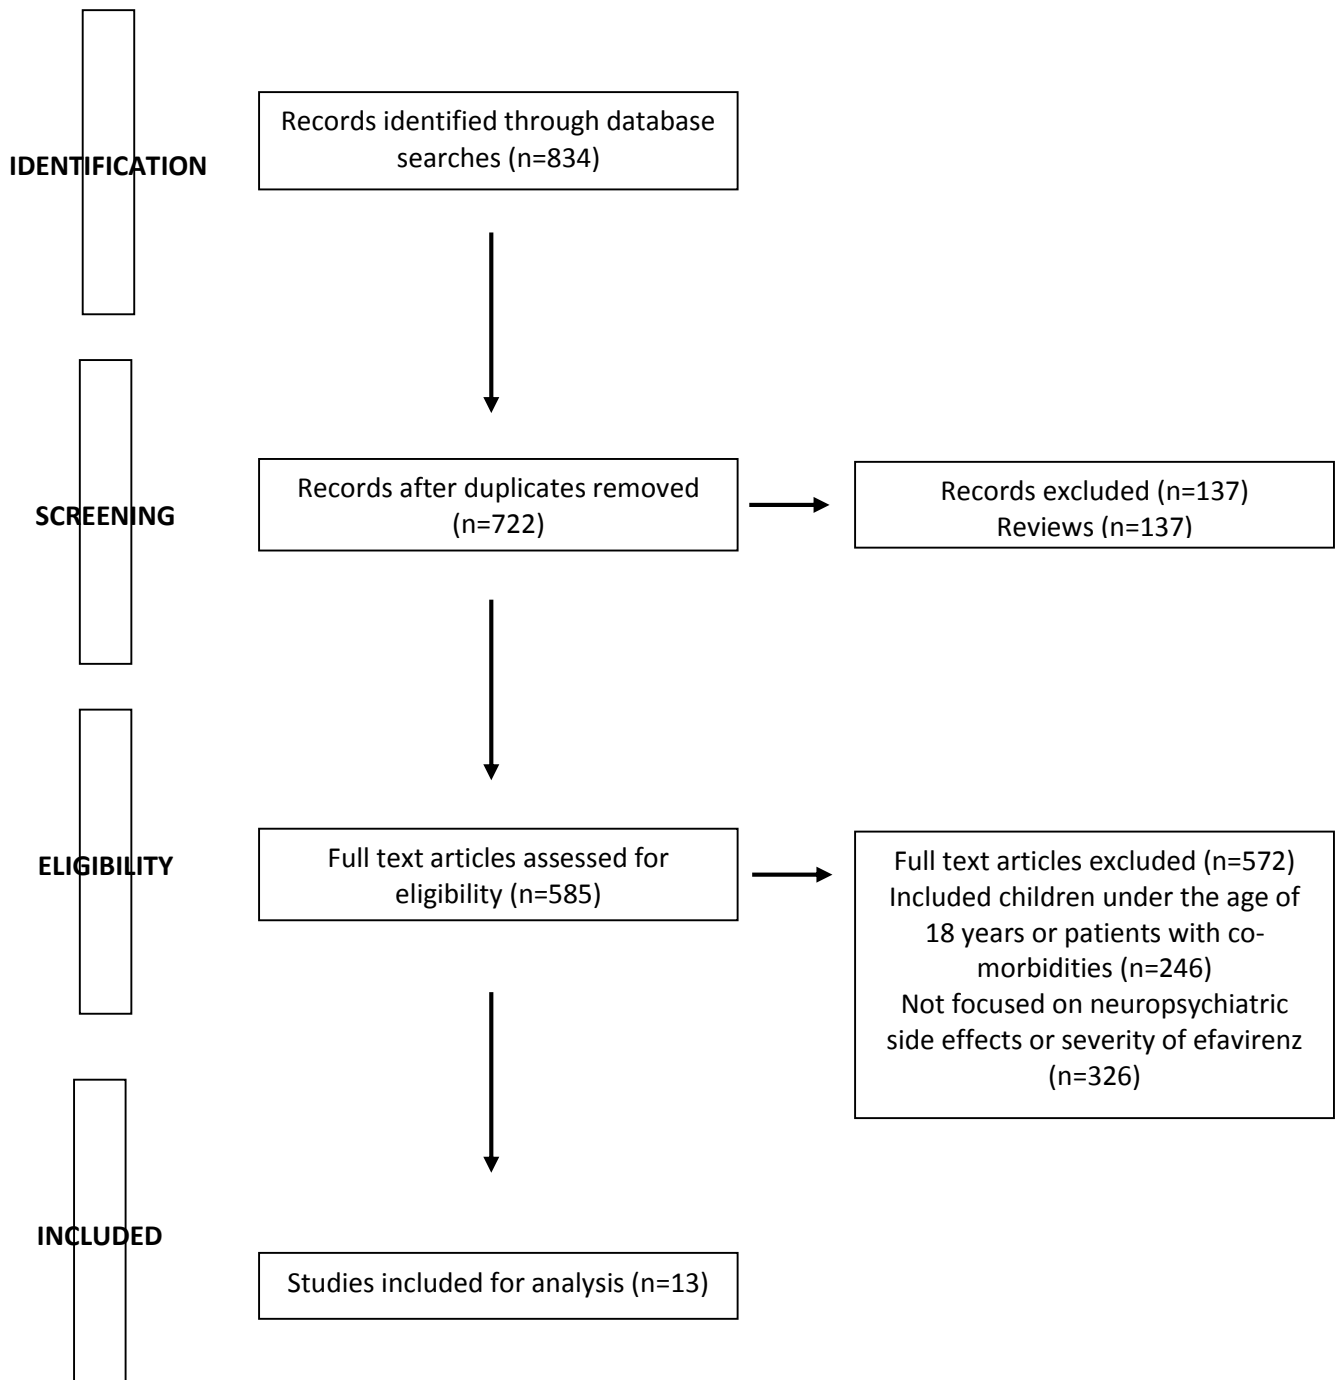 IDENTIFICATION
Records identified through database
searches (n=834)
SCREENING
Records after duplicates removed
(n=722)
Records excluded (n=137)
Reviews (n=137)
ELIGIBILITY
Full text articles assessed for
eligibility (n=585)
Full text articles excluded (n=572)
Included children under the age of
18 years or patients with co-
morbidities (n=246)
Not focused on neuropsychiatric
side effects or severity of efavirenz
(n=326)
INCLUDED
Studies included for analysis (n=13)